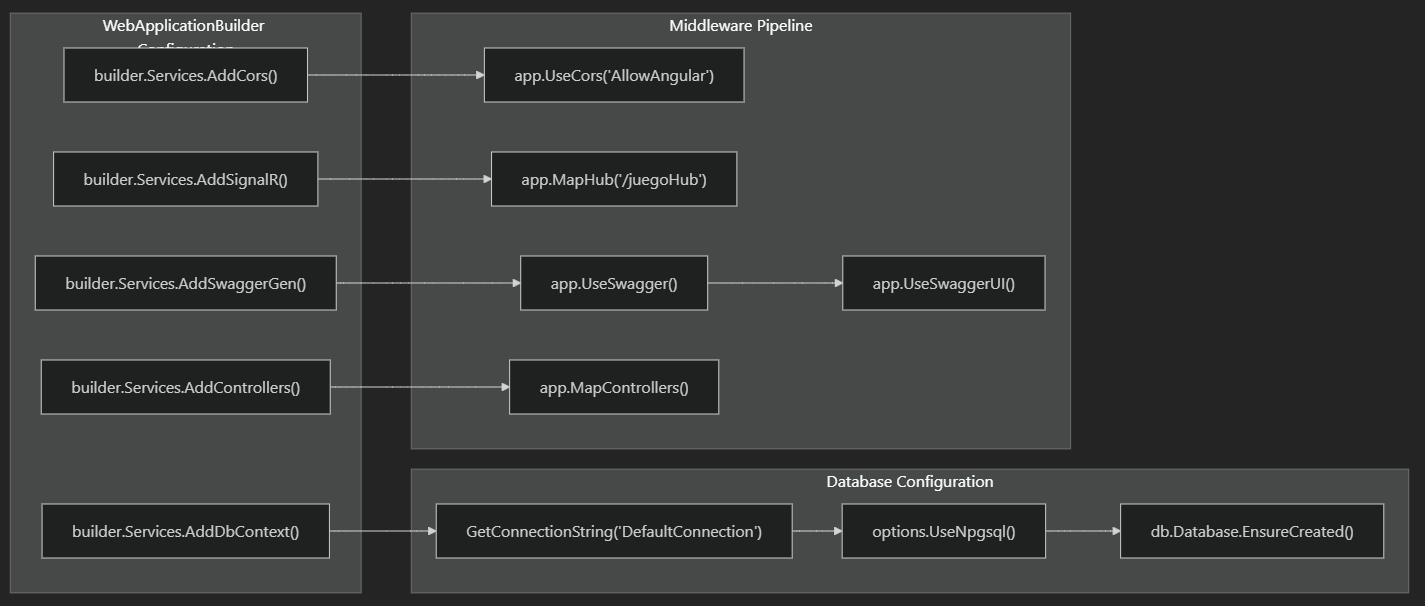 WebApplicationBuilder
Configuration
builder.Services.AddCors()
builder.Services.AddSignalR()
builder.Services.AddSwaggerGen()
builder.Services.AddControllers()
builder.Services.AddDbContext()
Middleware Pipeline
app.UseCors('AllowAngular')
app.MapHub('/juegoHub')
app.UseSwagger()
app.UseSwaggerUI()
app.MapControllers()
Database Configuration
GetConnectionString('DefaultConnection')
options.UseNpgsql()
db.Database.EnsureCreated()